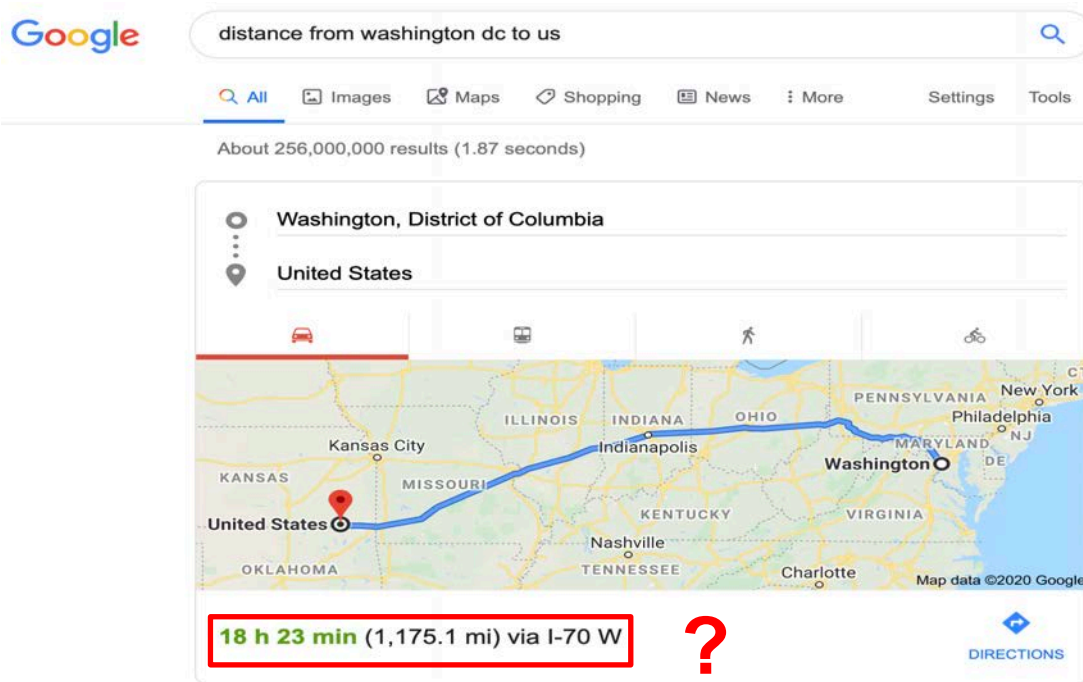 Google
distance from washington dc to us
All Images Maps Shopping News More Settings Tools
About 256,000,000 results (1.87 seconds)
Washington, District of Columbia
United States
CT
PENNSYLVANIA New York
ILLINOIS INDIANA OHIO Philadelphia
Kansas City Indianapolis MARYLAND NJ
KANSAS MISSOURI Washington DE
United States KENTUCKY VIRGINIA
Nashville
OKLAHOMA TENNESSEE Charlotte Map data ©2020 Google
18 h 23 min (1,175.1 mi) via I-70 W ?
DIRECTIONS